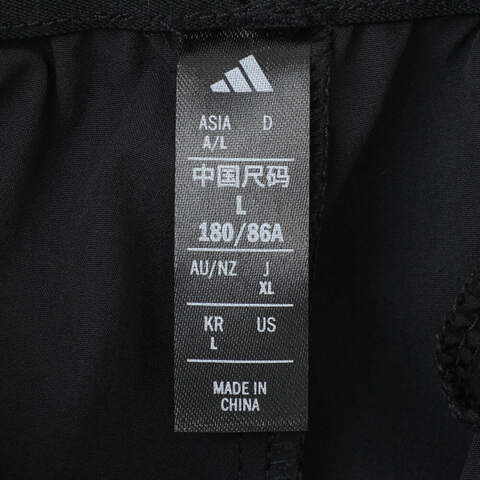 ASIA D
A/L
中国尺码
L
180/86A
AU/NZ J
XL
KR US
L
MADE IN
CHINA